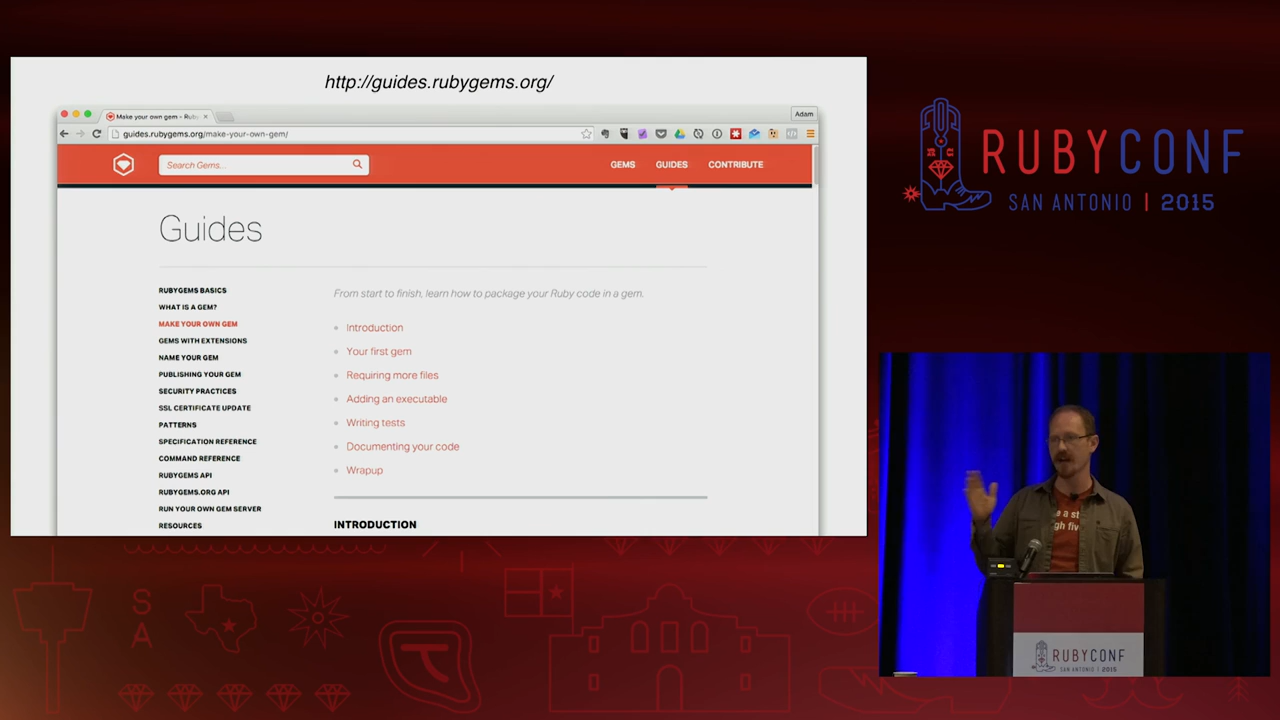 http://guides.rubygems.org/
Make your own gem - Rub
Adam
guides.rubygems.org/make-your-own-gem/
Search Gems...
GEMS GUIDES CONTRIBUTE
Guides
RUBYGEMS BASICS
WHAT IS A GEM?
MAKE YOUR OWN GEM
GEMS WITH EXTENSIONS
NAME YOUR GEM
PUBLISHING YOUR GEM
SECURITY PRACTICES
SSL CERTIFICATE UPDATE
PATTERNS
SPECIFICATION REFERENCE
COMMAND REFERENCE
RUBYGEMS API
RUBYGEMS.ORG API
RUN YOUR OWN GEM SERVER
RESOURCES
From start to finish, learn how to package your Ruby code in a gem.
Introduction
Your first gem
Requiring more files
Adding an executable
Writing tests
Documenting your code
Wrapup
INTRODUCTION
RUBYCONF
SAN ANTONIO | 2015
e a st
gh five
RUBYCONF
SAN ANTONIO | 2015
S
A